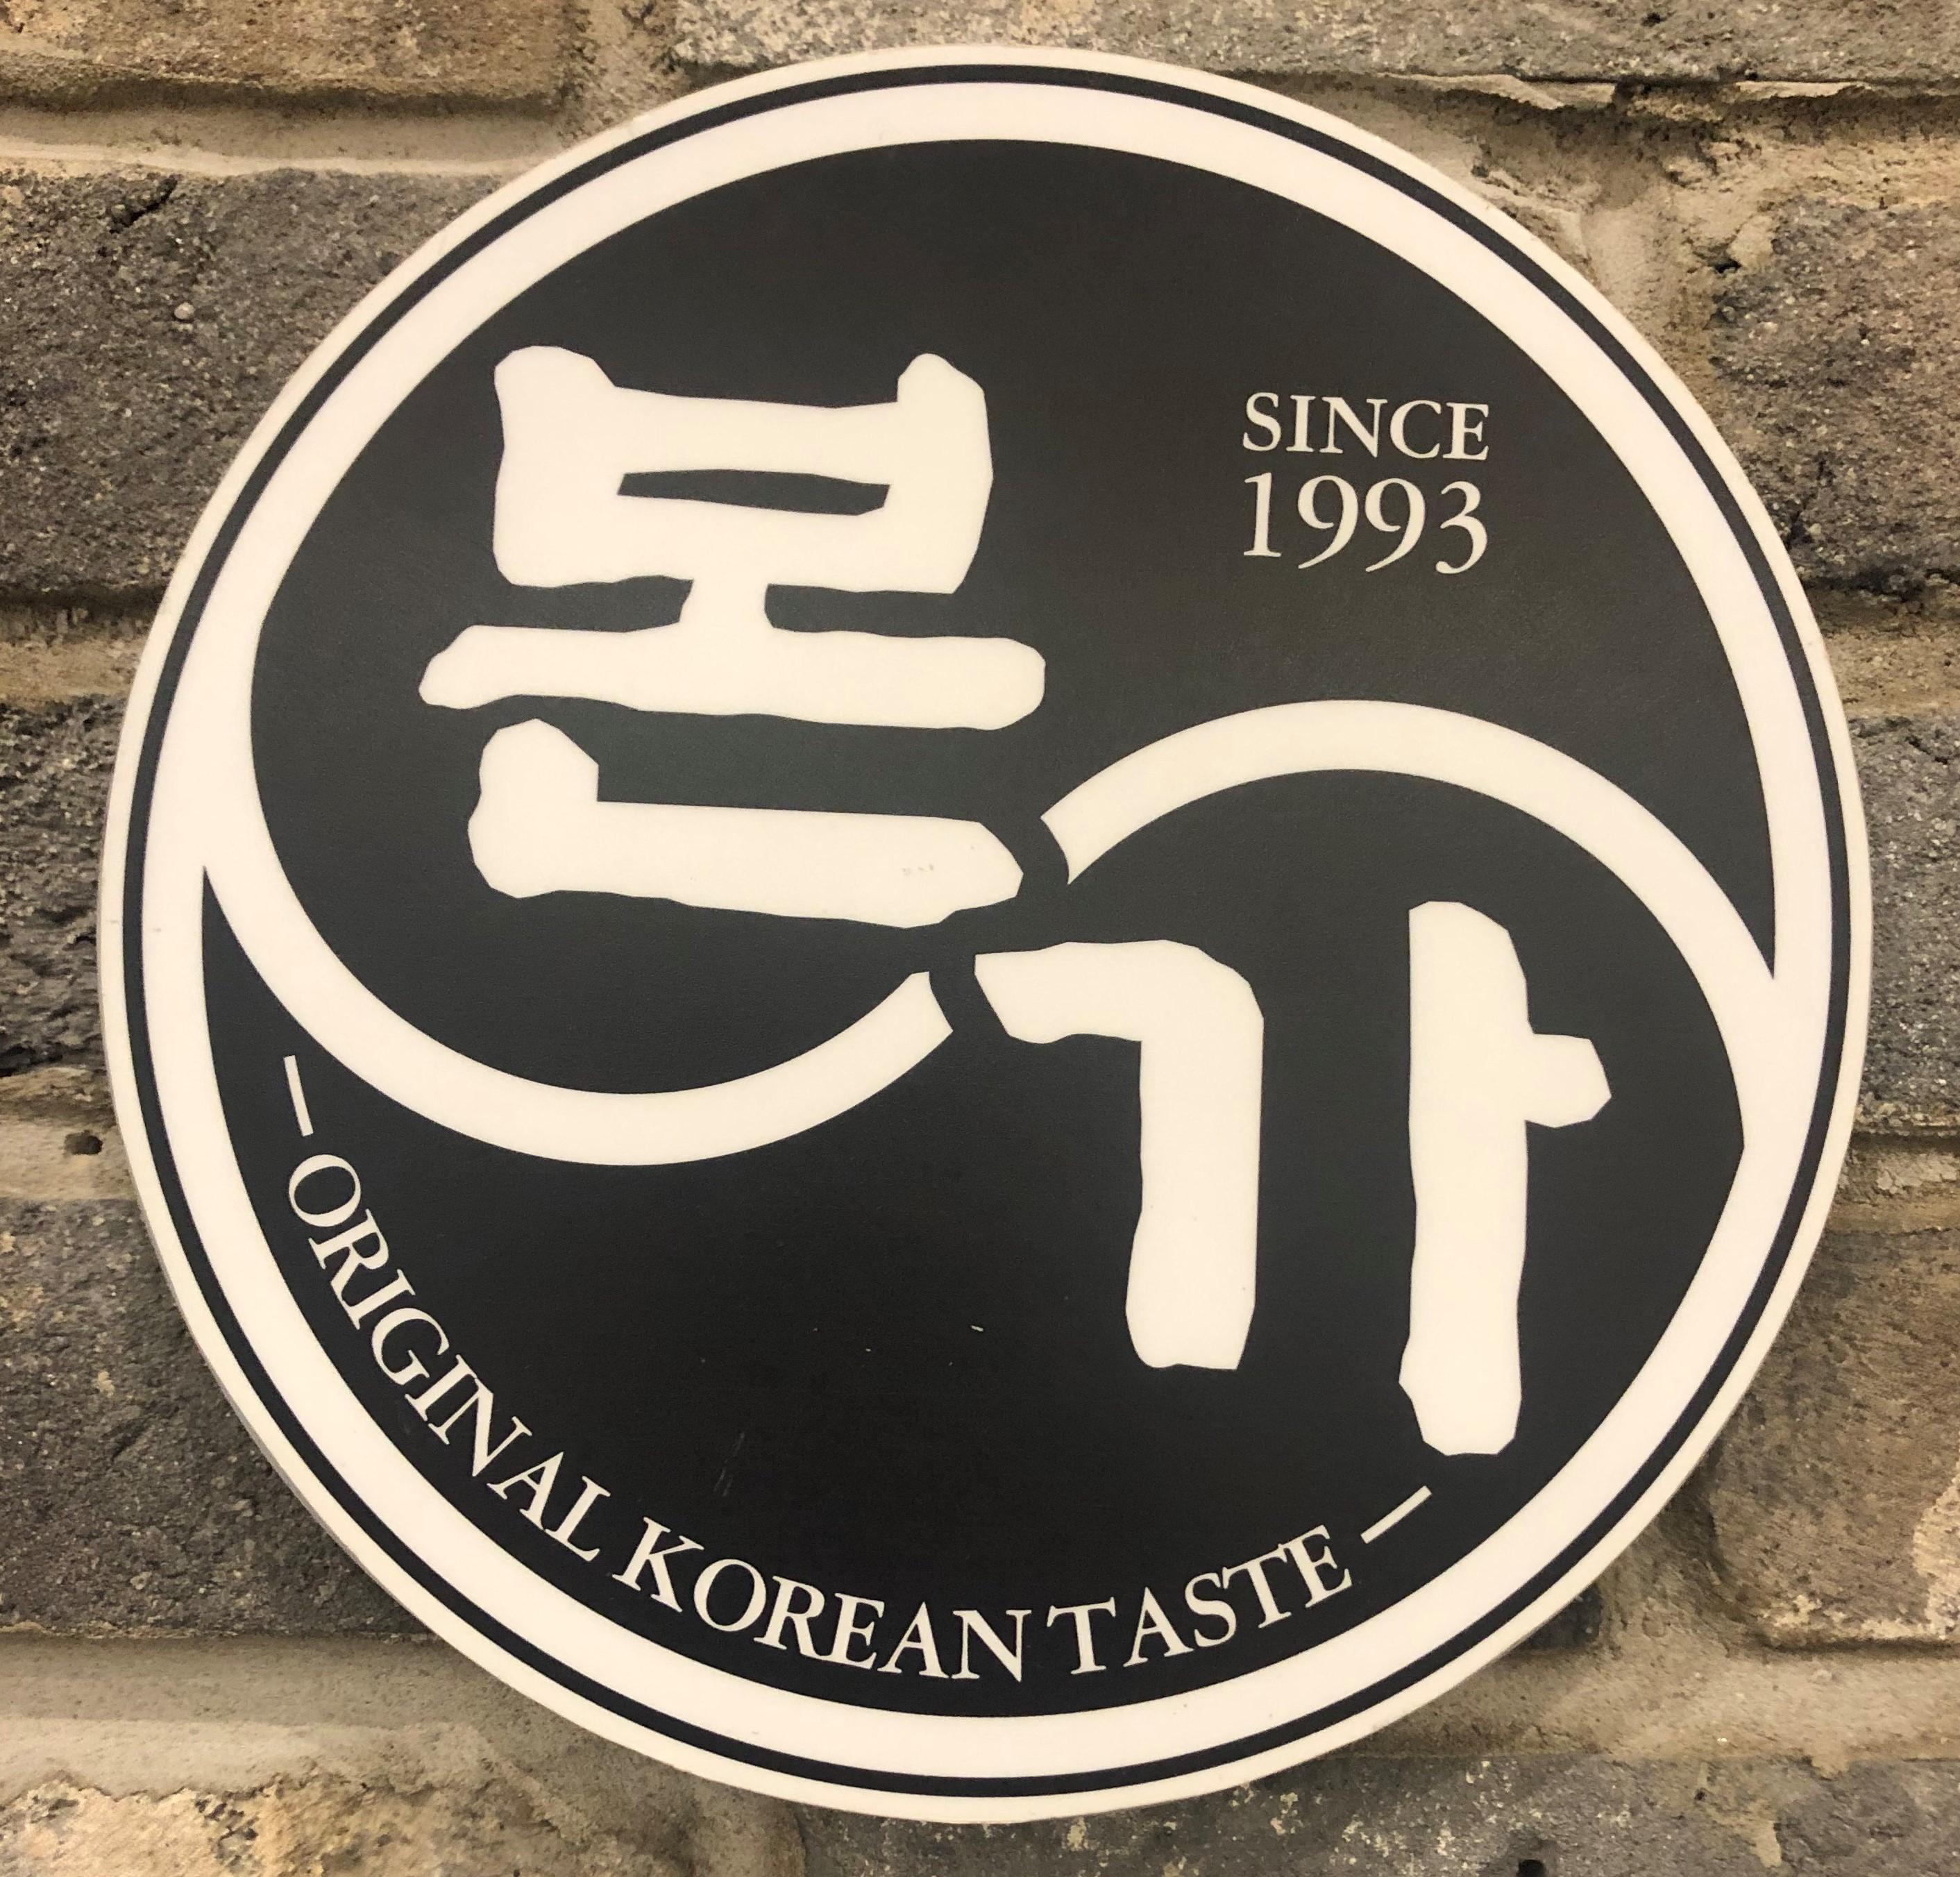 본가
SINCE
1993
– ORIGINAL KOREAN TASTE –